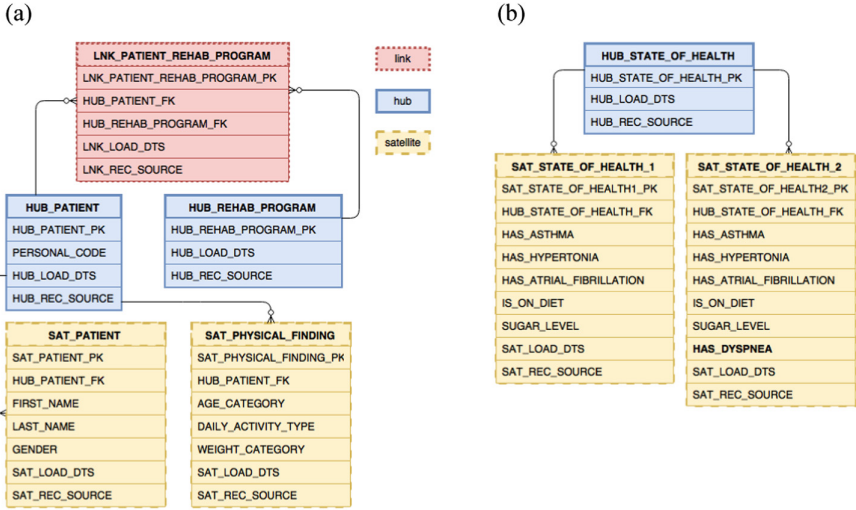 (a)
LNK_PATIENT_REHAB_PROGRAM
LNK_PATIENT_REHAB_PROGRAM_PK
HUB_PATIENT_FK
HUB_REHAB_PROGRAM_FK
LNK_LOAD_DTS
LNK_REC_SOURCE
link
hub
satellite
HUB_PATIENT
HUB_PATIENT_PK
PERSONAL_CODE
HUB_LOAD_DTS
HUB_REC_SOURCE
HUB_REHAB_PROGRAM
HUB_REHAB_PROGRAM_PK
HUB_LOAD_DTS
HUB_REC_SOURCE
SAT_PATIENT
SAT_PATIENT_PK
HUB_PATIENT_FK
FIRST_NAME
LAST_NAME
GENDER
SAT_LOAD_DTS
SAT_REC_SOURCE
SAT_PHYSICAL_FINDING
SAT_PHYSICAL_FINDING_PK
HUB_PATIENT_FK
AGE_CATEGORY
DAILY_ACTIVITY_TYPE
WEIGHT_CATEGORY
SAT_LOAD_DTS
SAT_REC_SOURCE
(b)
HUB_STATE_OF_HEALTH
HUB_STATE_OF_HEALTH_PK
HUB_LOAD_DTS
HUB_REC_SOURCE
SAT_STATE_OF_HEALTH_1
SAT_STATE_OF_HEALTH1_PK
HUB_STATE_OF_HEALTH_FK
HAS_ASTHMA
HAS_HYPERTONIA
HAS_ATRIAL_FIBRILLATION
IS_ON_DIET
SUGAR_LEVEL
SAT_LOAD_DTS
SAT_REC_SOURCE
SAT_STATE_OF_HEALTH_2
SAT_STATE_OF_HEALTH2_PK
HUB_STATE_OF_HEALTH_FK
HAS_ASTHMA
HAS_HYPERTONIA
HAS_ATRIAL_FIBRILLATION
IS_ON_DIET
SUGAR_LEVEL
HAS_DYSPNEA
SAT_LOAD_DTS
SAT_REC_SOURCE